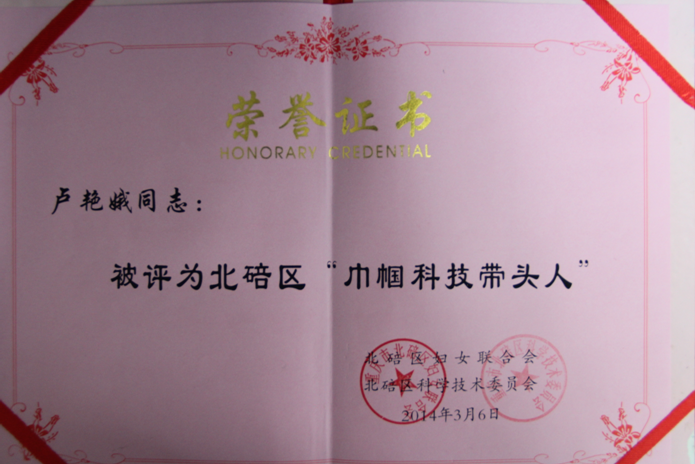 荣誉证书
HONORARY CREDENTIAL
卢艳娥同志：
被评为北碚区“巾帼科技带头人”
北碚区妇女联合会
北碚区科学技术委员会
2014年3月6日